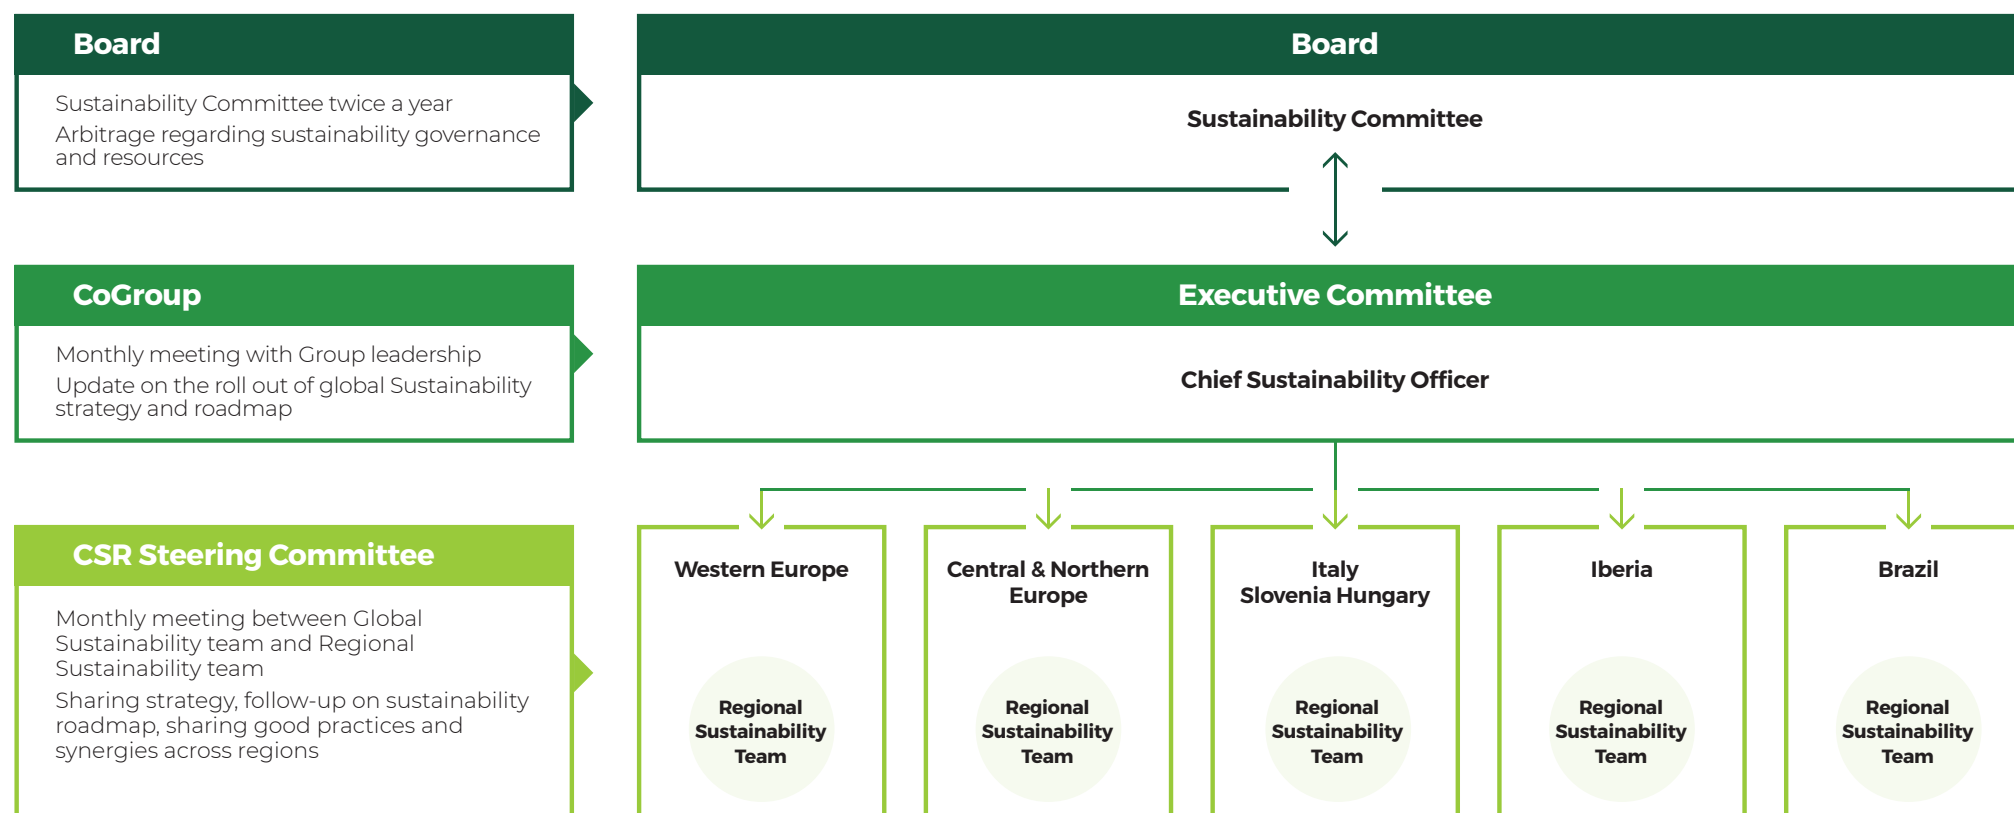 Board
Sustainability Committee twice a year
Arbitrage regarding sustainability governance
and resources
Board
Sustainability Committee
CoGroup
Monthly meeting with Group leadership
Update on the roll out of global Sustainability
strategy and roadmap
Executive Committee
Chief Sustainability Officer
CSR Steering Committee
Monthly meeting between Global
Sustainability team and Regional
Sustainability team
Sharing strategy, follow-up on sustainability
roadmap, sharing good practices and
synergies across regions
Western Europe
Regional
Sustainability
Team
Central & Northern
Europe
Regional
Sustainability
Team
Italy
Slovenia Hungary
Regional
Sustainability
Team
Iberia
Regional
Sustainability
Team
Brazil
Regional
Sustainability
Team